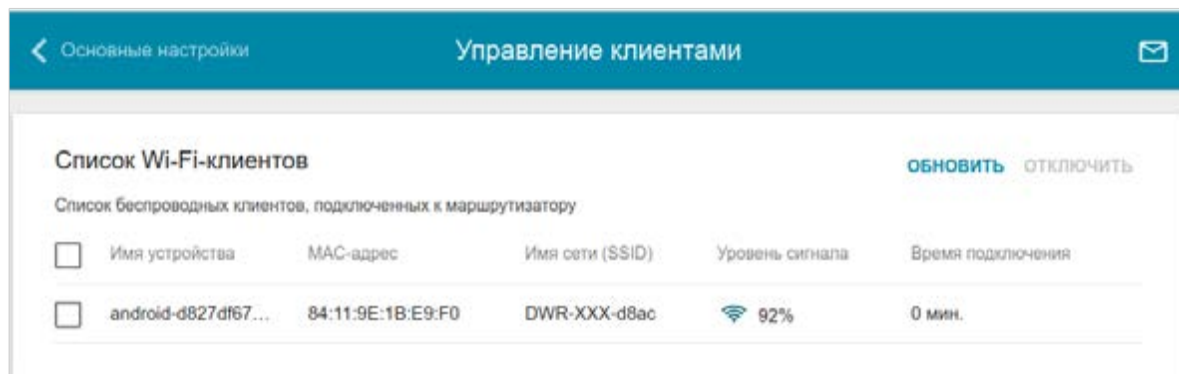 Основные настройки Управление клиентами
Список Wi-Fi-клиентов ОБНОВИТЬ ОТКЛЮЧИТЬ
Список беспроводных клиентов, подключенных к маршрутизатору
Имя устройства MAC-адрес Имя сети (SSID) Уровень сигнала Время подключения
android-d827df67... 84:11:9E:1B:E9:F0 DWR-XXX-d8ac 92% 0 мин.